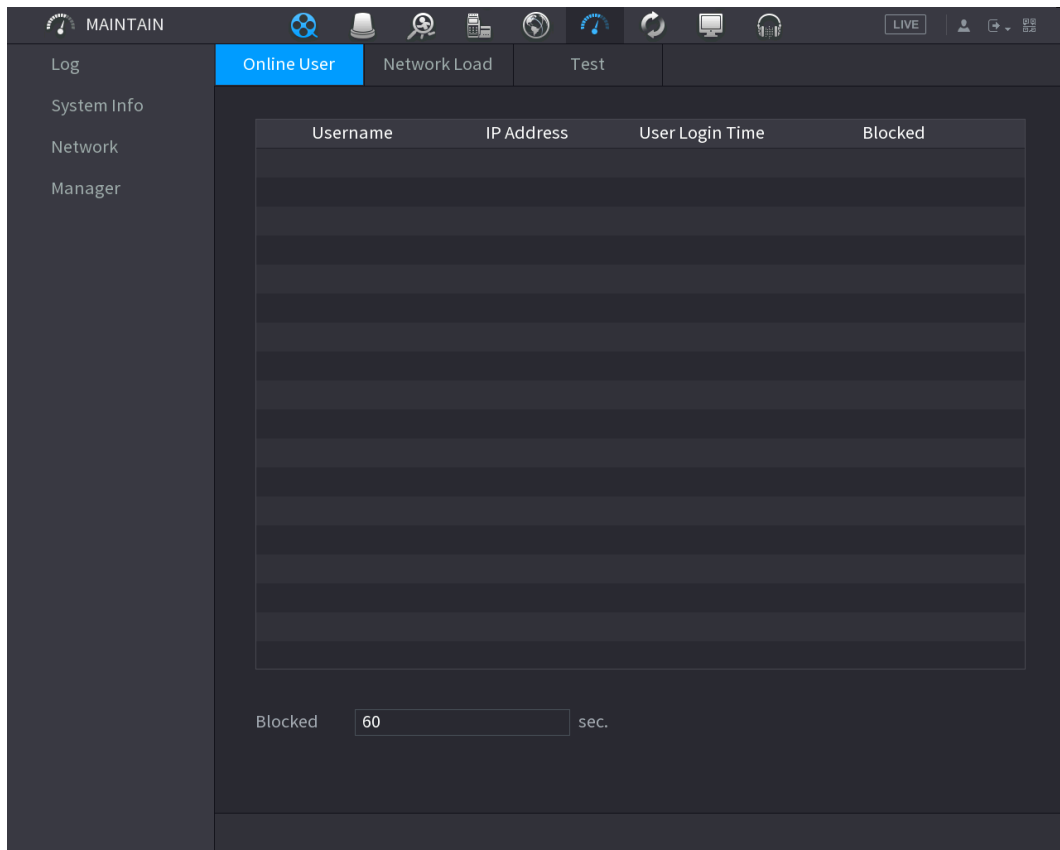 MAINTAIN
LIVE
Log
System Info
Network
Manager
Online User Network Load Test
Username IP Address User Login Time Blocked
Blocked 60 sec.